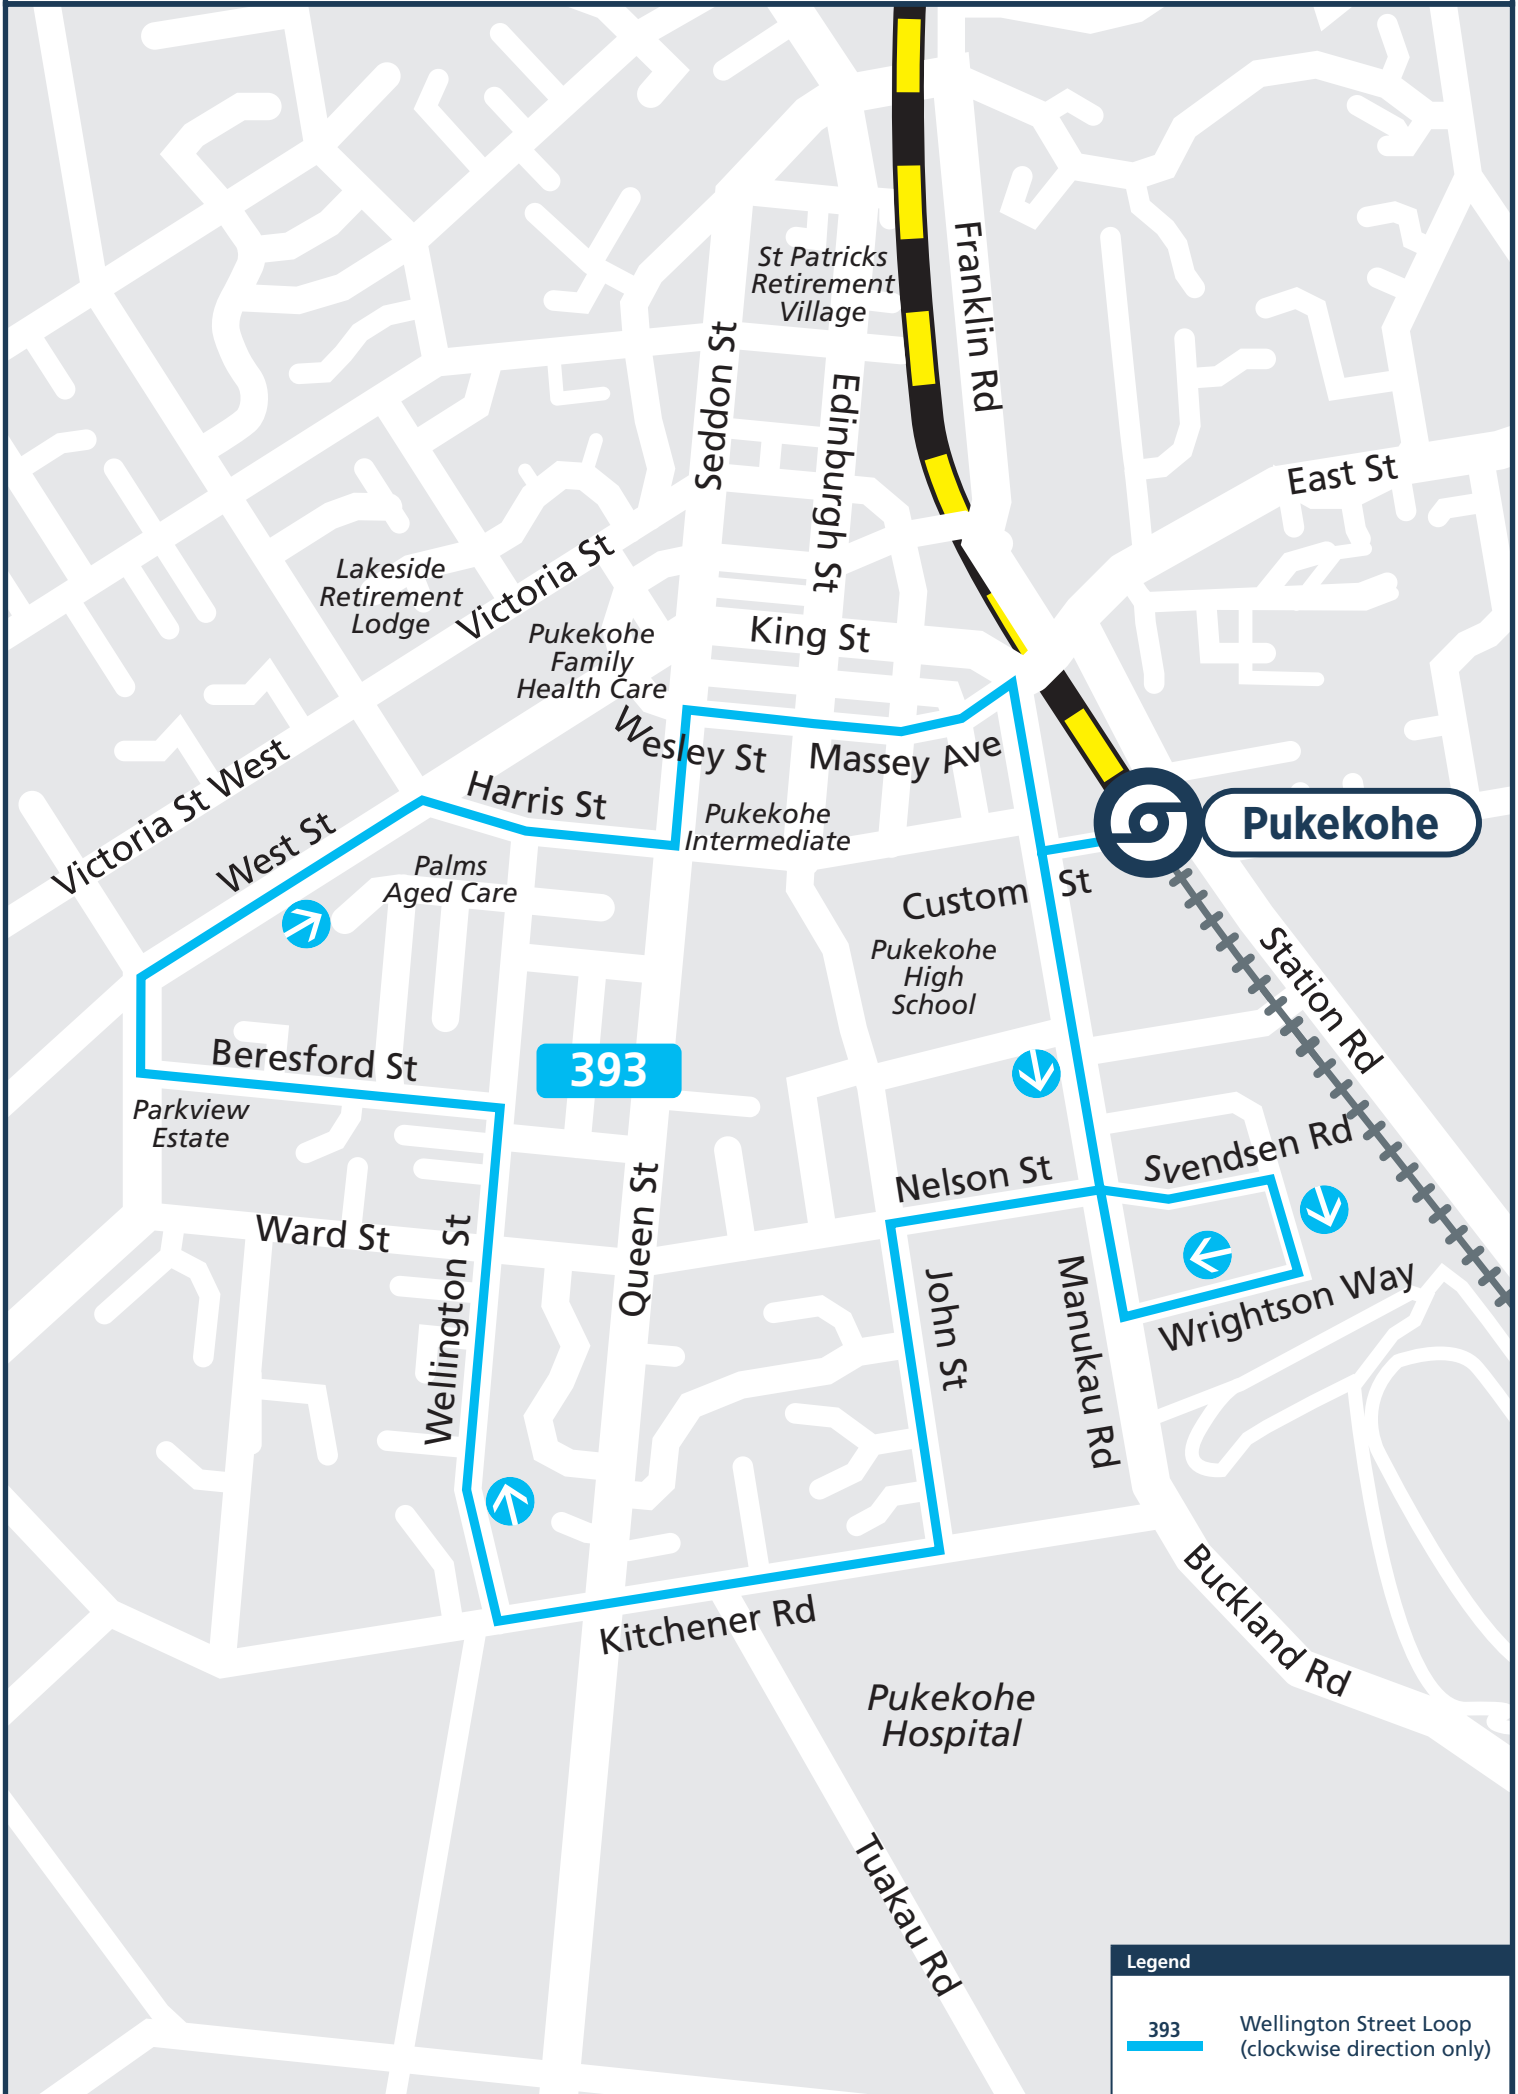 St Patricks
Retirement
Village
Franklin Rd
Seddon St
Edinburgh St
East St
Lakeside
Retirement
Lodge
Victoria St
Pukekohe
Family
Health Care
King St
Wesley St
Massey Ave
Victoria St West
West St
Harris St
Pukekohe
Intermediate
Pukekohe
Palms
Aged Care
Custom St
Pukekohe
High
School
Station Rd
Beresford St
393
Parkview
Estate
Svendsen Rd
Nelson St
Ward St
Wellington St
Queen St
John St
Manukau Rd
Wrightson Way
Buckland Rd
Kitchener Rd
Pukekohe
Hospital
Tuakau Rd
Legend
393
Wellington Street Loop
(clockwise direction only)